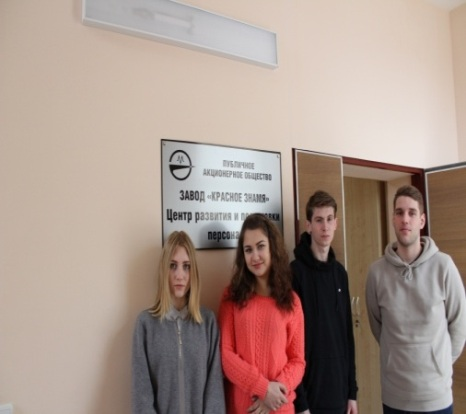 ПУБЛИЧНОЕ
АКЦИОНЕРНОЕ ОБЩЕСТВО
ЗАВОД «КРАСНОЕ ЗНАМЯ»
Центр развития и